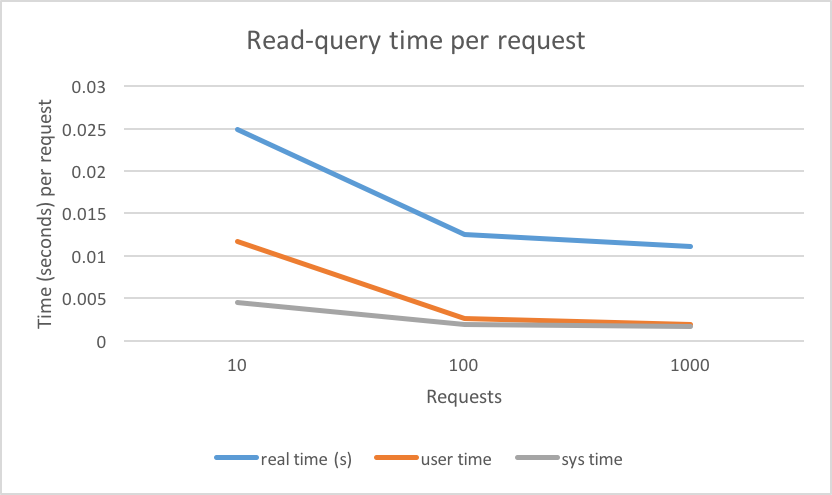 Read-query time per request
Time (seconds) per request
0.03
0.025
0.02
0.015
0.01
0.005
0
10 100 1000
Requests
real time (s) user time sys time